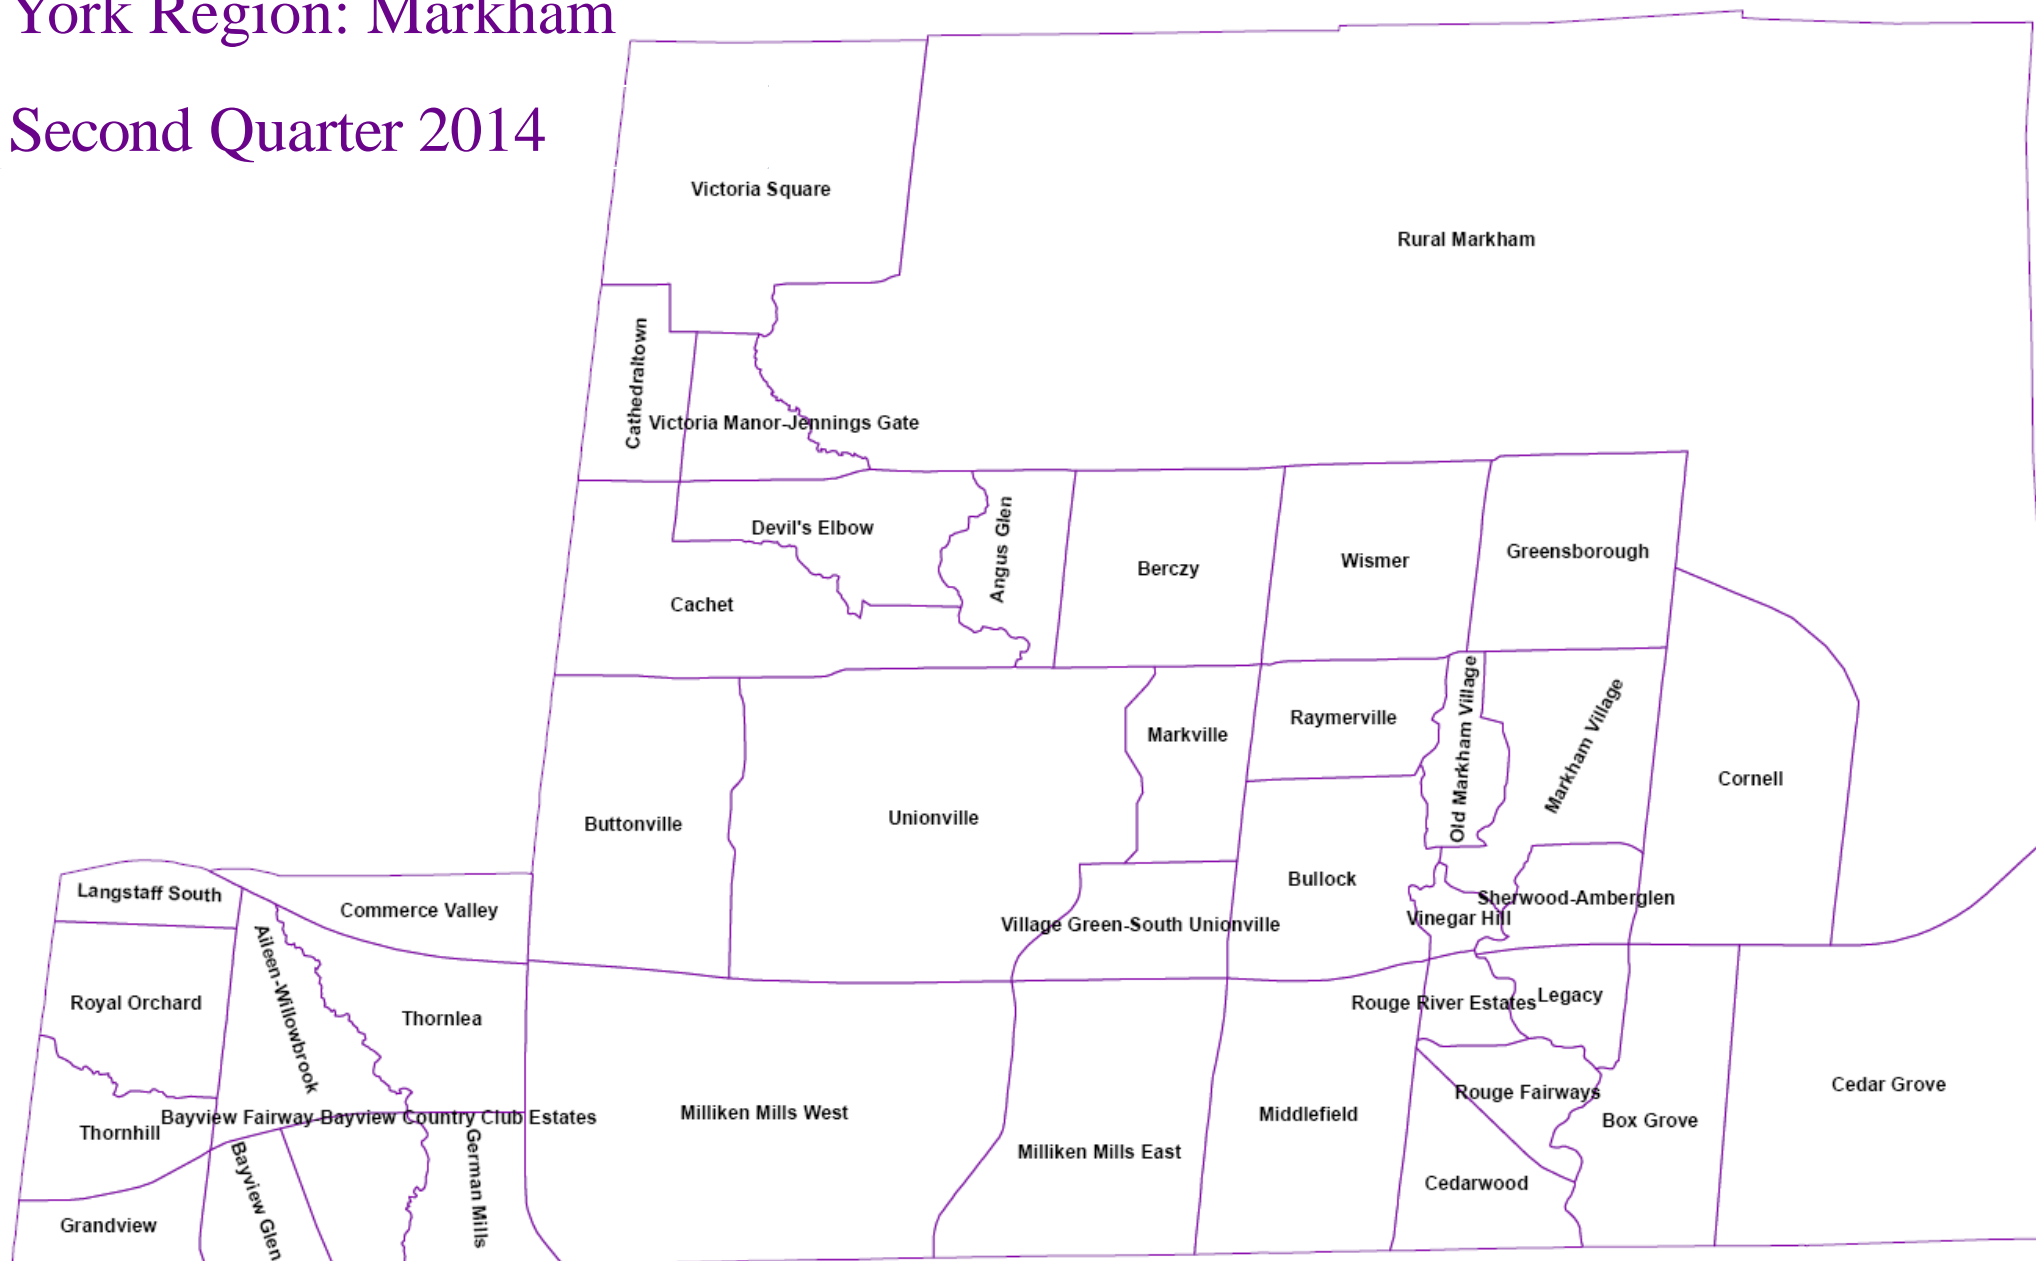 York Region: Markham
Second Quarter 2014
Victoria Square
Rural Markham
Cathedraltown
Victoria Manor-Jennings Gate
Devil's Elbow
Angus Glen
Berczy
Wismer
Greensborough
Cachet
Raymerville
Old Markham Village
Markham Village
Markville
Cornell
Buttonville
Unionville
Bullock
Langstaff South
Commerce Valley
Village Green-South Unionville
Vinegar Hill
Sherwood-Amberglen
Royal Orchard
Aileen-Willowbrook
Thornlea
Rouge River Estates
Legacy
Thornhill
Bayview Fairway-Bayview Country Club Estates
Milliken Mills West
Milliken Mills East
Middlefield
Rouge Fairways
Box Grove
Cedar Grove
Grandview
Bayview Glen
German Mills
Cedarwood